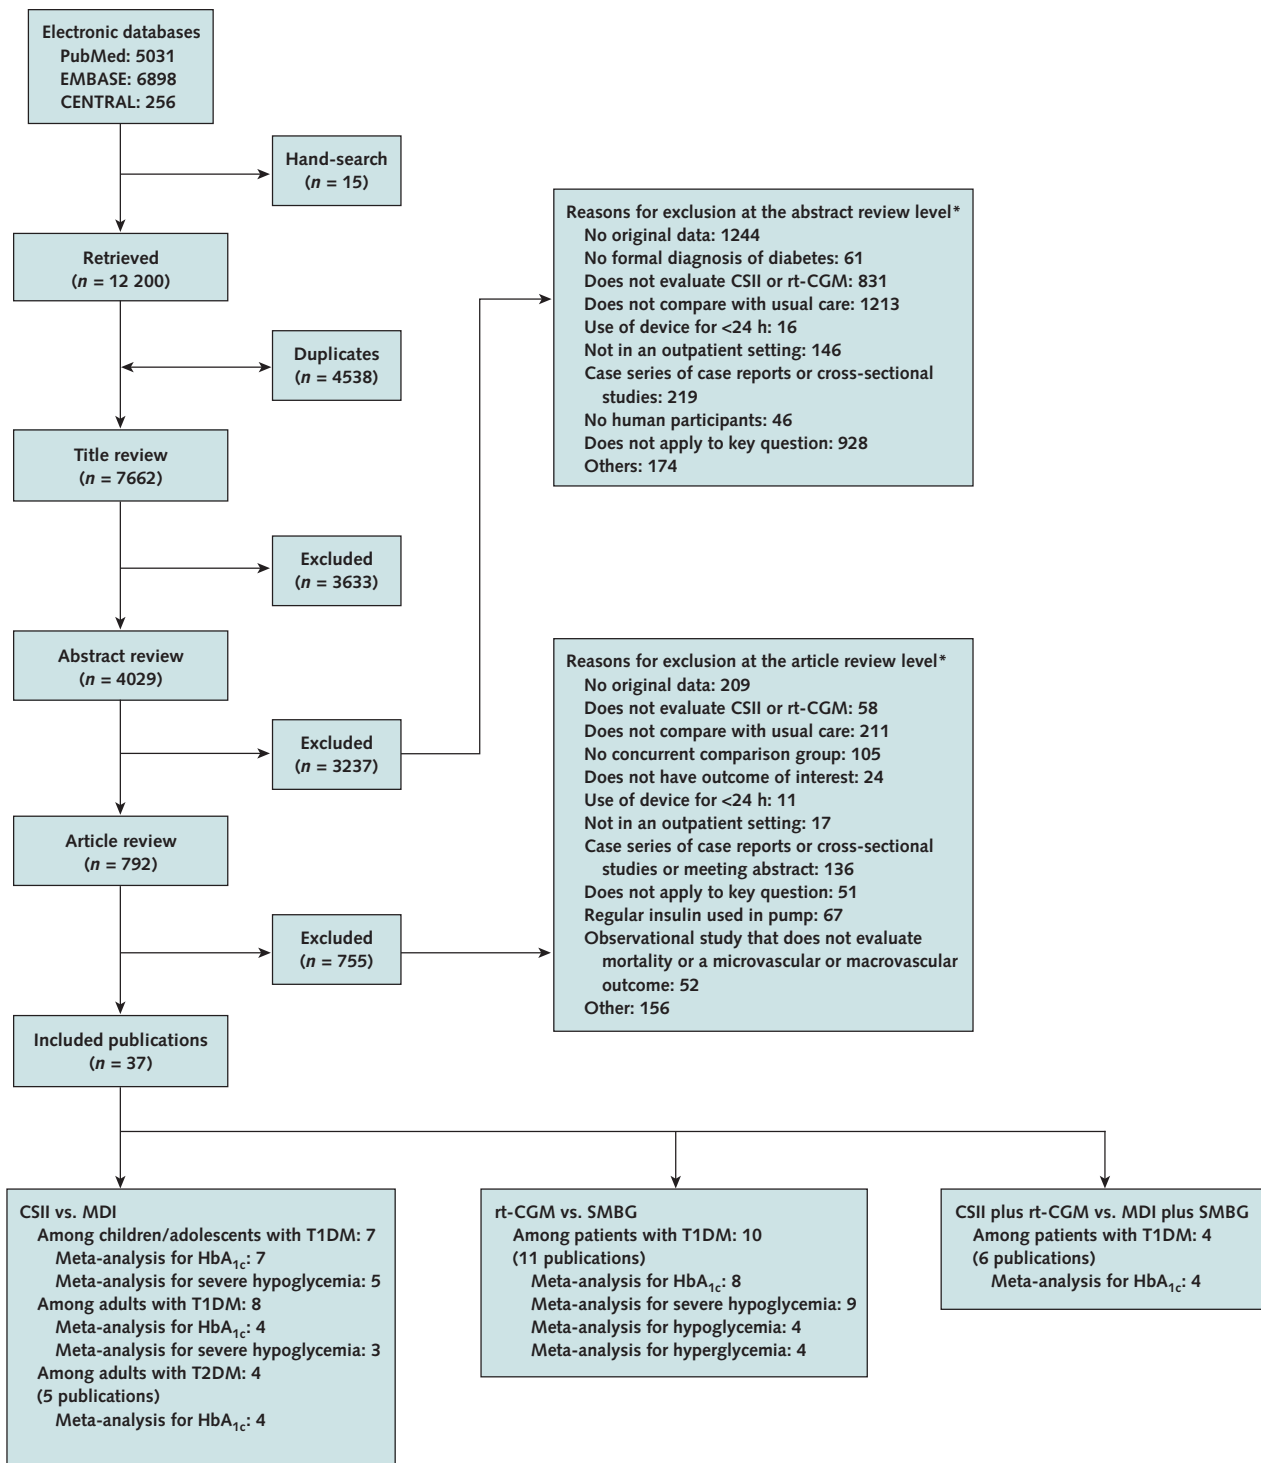 Electronic databases
PubMed: 5031
EMBASE: 6898
CENTRAL: 256
Hand-search
(n = 15)
Retrieved
(n = 12 200)
Duplicates
(n = 4538)
Title review
(n = 7662)
Excluded
(n = 3633)
Abstract review
(n = 4029)
Excluded
(n = 3237)
Reasons for exclusion at the abstract review level*
No original data: 1244
No formal diagnosis of diabetes: 61
Does not evaluate CSII or rt-CGM: 831
Does not compare with usual care: 1213
Use of device for <24 h: 16
Not in an outpatient setting: 146
Case series of case reports or cross-sectional
studies: 219
No human participants: 46
Does not apply to key question: 928
Others: 174
Article review
(n = 792)
Excluded
(n = 755)
Reasons for exclusion at the article review level*
No original data: 209
Does not evaluate CSII or rt-CGM: 58
Does not compare with usual care: 211
No concurrent comparison group: 105
Does not have outcome of interest: 24
Use of device for <24 h: 11
Not in an outpatient setting: 17
Case series of case reports or cross-sectional
studies or meeting abstract: 136
Does not apply to key question: 51
Regular insulin used in pump: 67
Observational study that does not evaluate
mortality or a microvascular or macrovascular
outcome: 52
Other: 156
Included publications
(n = 37)
CSII vs. MDI
Among children/adolescents with T1DM: 7
Meta-analysis for HbA1c: 7
Meta-analysis for severe hypoglycemia: 5
Among adults with T1DM: 8
Meta-analysis for HbA1c: 4
Meta-analysis for severe hypoglycemia: 3
Among adults with T2DM: 4
(5 publications)
Meta-analysis for HbA1c: 4
rt-CGM vs. SMBG
Among patients with T1DM: 10
(11 publications)
Meta-analysis for HbA1c: 8
Meta-analysis for severe hypoglycemia: 9
Meta-analysis for hypoglycemia: 4
Meta-analysis for hyperglycemia: 4
CSII plus rt-CGM vs. MDI plus SMBG
Among patients with T1DM: 4
(6 publications)
Meta-analysis for HbA1c: 4